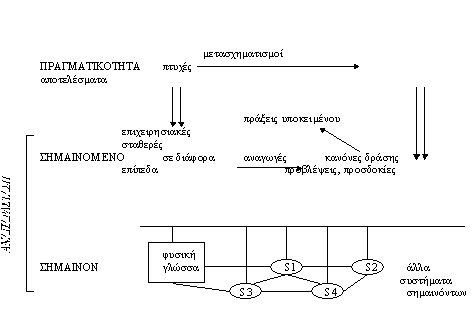 μετασχηματισμοί
ΠΡΑΓΜΑΤΙΚΟΤΗΤΑ πτυχές
αποτελέσματα
πράξεις υποκειμένου
επιχειρησιακές
σταθερές
ΣΗΜΑΙΝΟΜΕΝΟ σε διάφορα αναγωγές κανόνες δράσης
επίπεδα προβλέψεις, προσδοκίες
φυσική
γλώσσα
ΣΗΜΑΙΝΟΝ S1 S2 άλλα
συστήματα
S3 S4 σημαινόντων